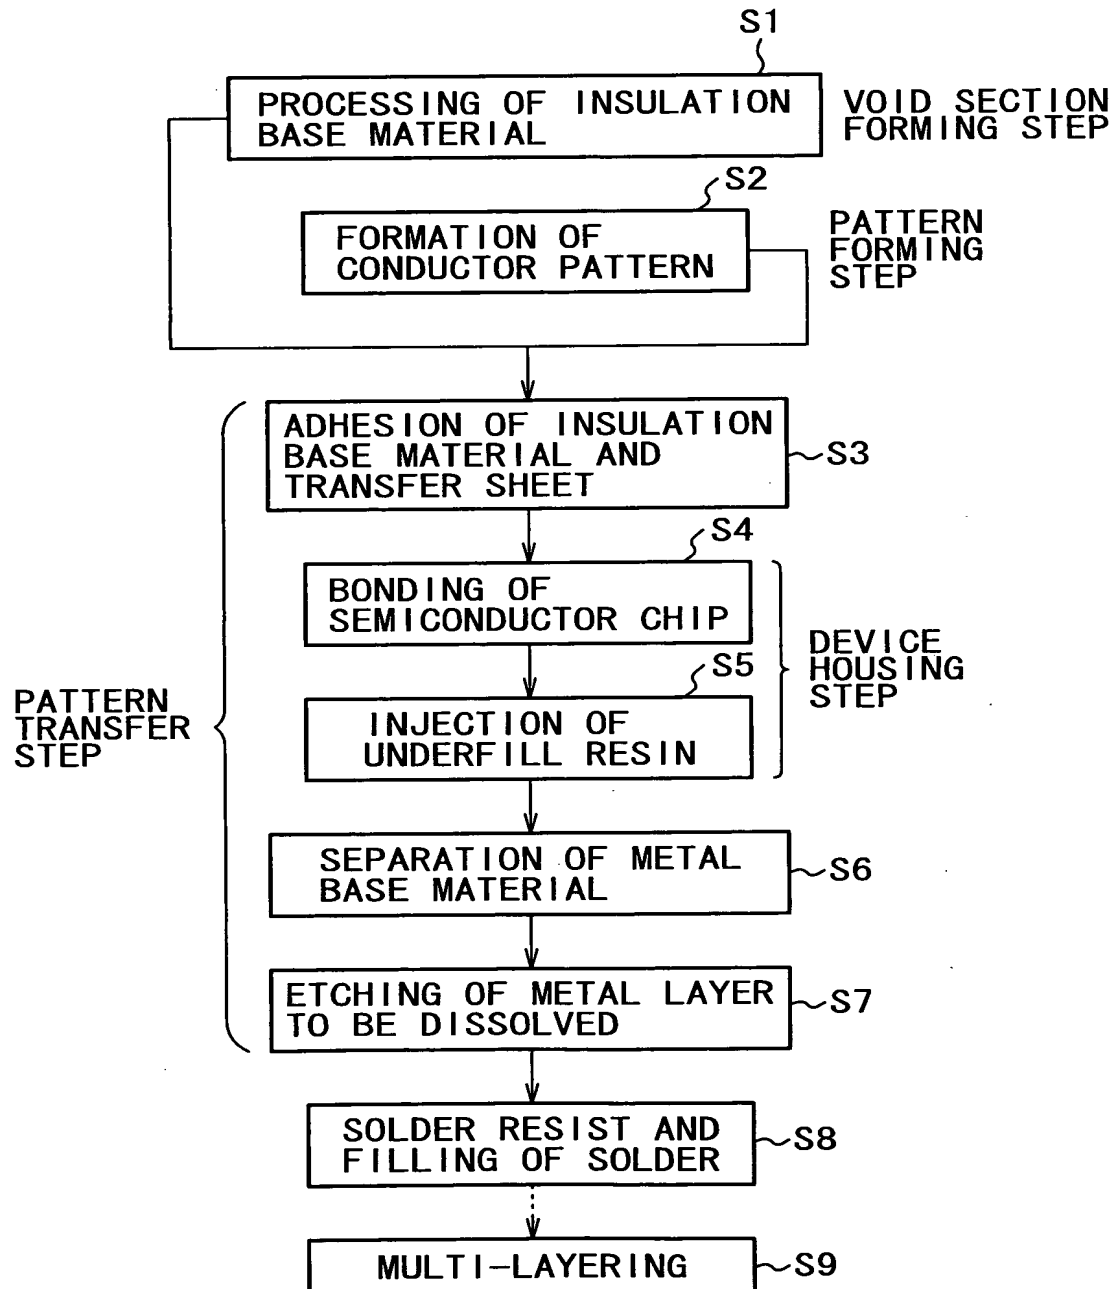 S1
PROCESSING OF INSULATION
BASE MATERIAL
VOID SECTION
FORMING STEP
S2
FORMATION OF
CONDUCTOR PATTERN
PATTERN
FORMING
STEP
ADHESION OF INSULATION
BASE MATERIAL AND
TRANSFER SHEET
S3
S4
BONDING OF
SEMICONDUCTOR CHIP
DEVICE
HOUSING
STEP
S5
INJECTION OF
UNDERFILL RESIN
PATTERN
TRANSFER
STEP
SEPARATION OF METAL
BASE MATERIAL
S6
ETCHING OF METAL LAYER
TO BE DISSOLVED
S7
SOLDER RESIST AND
FILLING OF SOLDER
S8
MULTI-LAYERING
S9